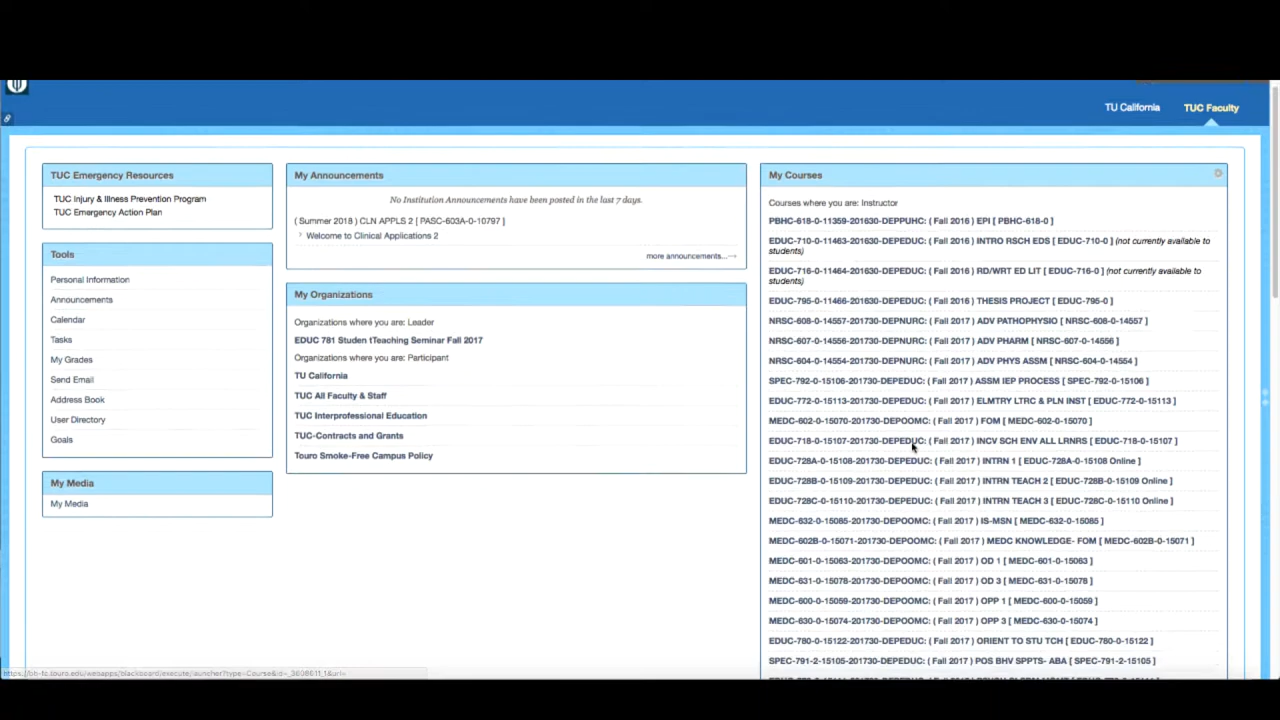 TU California
TUC Faculty
TUC Emergency Resources
TUC Injury & Illness Prevention Program
TUC Emergency Action Plan
Tools
Personal Information
Announcements
Calendar
Tasks
My Grades
Send Email
Address Book
User Directory
Goals
My Media
My Media
My Announcements
No Institution Announcements have been posted in the last 7 days.
( Summer 2018 ) CLN APPLS 2 [ PASC-603A-0-10797 ]
Welcome to Clinical Applications 2
more announcements...
My Organizations
Organizations where you are: Leader
EDUC 781 Studen tTeaching Seminar Fall 2017
Organizations where you are: Participant
TU California
TUC All Faculty & Staff
TUC Interprofessional Education
TUC-Contracts and Grants
Touro Smoke-Free Campus Policy
My Courses
Courses where you are: Instructor
PBHC-618-0-11359-201630-DEPPUHC: ( Fall 2016 ) EPI [ PBHC-618-0 ]
EDUC-710-0-11463-201630-DEPEDUC: ( Fall 2016 ) INTRO RSCH EDS [ EDUC-710-0 ] (not currently available to
students)
EDUC-716-0-11464-201630-DEPEDUC: ( Fall 2016 ) RD/WRT ED LIT [ EDUC-716-0 ] (not currently available to
students)
EDUC-795-0-11466-201630-DEPEDUC: ( Fall 2016 ) THESIS PROJECT [ EDUC-795-0 ]
NRSC-608-0-14557-201730-DEPNURC: ( Fall 2017 ) ADV PATHOPHYSIO [ NRSC-608-0-14557 ]
NRSC-607-0-14556-201730-DEPNURC: ( Fall 2017 ) ADV PHARM [ NRSC-607-0-14556 ]
NRSC-604-0-14554-201730-DEPNURC: ( Fall 2017 ) ADV PHYS ASSM [ NRSC-604-0-14554 ]
SPEC-792-0-15106-201730-DEPEDUC: ( Fall 2017 ) ASSM IEP PROCESS [ SPEC-792-0-15106 ]
EDUC-772-0-15113-201730-DEPEDUC: ( Fall 2017 ) ELMTRY LTRC & PLN INST [ EDUC-772-0-15113 ]
MEDC-602-0-15070-201730-DEPOOMC: ( Fall 2017 ) FOM [ MEDC-602-0-15070 ]
EDUC-718-0-15107-201730-DEPEDUC: ( Fall 2017 ) INCV SCH ENV ALL LRNRS [ EDUC-718-0-15107 ]
EDUC-728A-0-15108-201730-DEPEDUC: ( Fall 2017 ) INTRN 1 [ EDUC-728A-0-15108 Online ]
EDUC-728B-0-15109-201730-DEPEDUC: ( Fall 2017 ) INTRN TEACH 2 [ EDUC-728B-0-15109 Online ]
EDUC-728C-0-15110-201730-DEPEDUC: ( Fall 2017 ) INTRN TEACH 3 [ EDUC-728C-0-15110 Online ]
MEDC-632-0-15085-201730-DEPOOMC: ( Fall 2017 ) IS-MSN [ MEDC-632-0-15085 ]
MEDC-602B-0-15071-201730-DEPOOMC: ( Fall 2017 ) MEDC KNOWLEDGE- FOM [ MEDC-602B-0-15071 ]
MEDC-601-0-15063-201730-DEPOOMC: ( Fall 2017 ) OD 1 [ MEDC-601-0-15063 ]
MEDC-631-0-15078-201730-DEPOOMC: ( Fall 2017 ) OD 3 [ MEDC-631-0-15078 ]
MEDC-600-0-15059-201730-DEPOOMC: ( Fall 2017 ) OPP 1 [ MEDC-600-0-15059 ]
MEDC-630-0-15074-201730-DEPOOMC: ( Fall 2017 ) OPP 3 [ MEDC-630-0-15074 ]
EDUC-780-0-15122-201730-DEPEDUC: ( Fall 2017 ) ORIENT TO STU TCH [ EDUC-780-0-15122 ]
SPEC-791-2-15105-201730-DEPEDUC: ( Fall 2017 ) POS BHV SPPTS- ABA [ SPEC-791-2-15105 ]